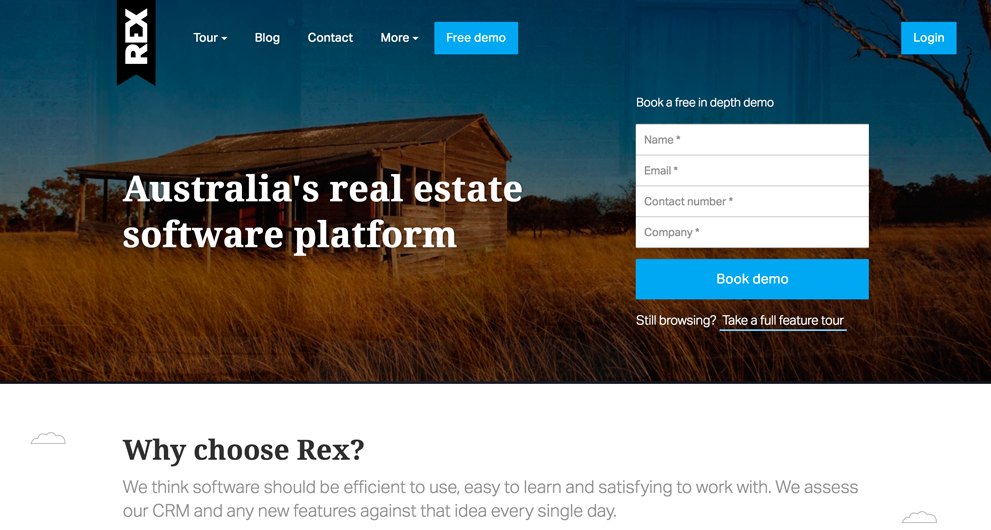 REX
Tour
Blog
Contact
More
Free demo
Login
Book a free in depth demo
Name *
Email *
Contact number *
Company *
Book demo
Still browsing? Take a full feature tour
Australia's real estate
software platform
Why choose Rex?
We think software should be efficient to use, easy to learn and satisfying to work with. We assess
our CRM and any new features against that idea every single day.